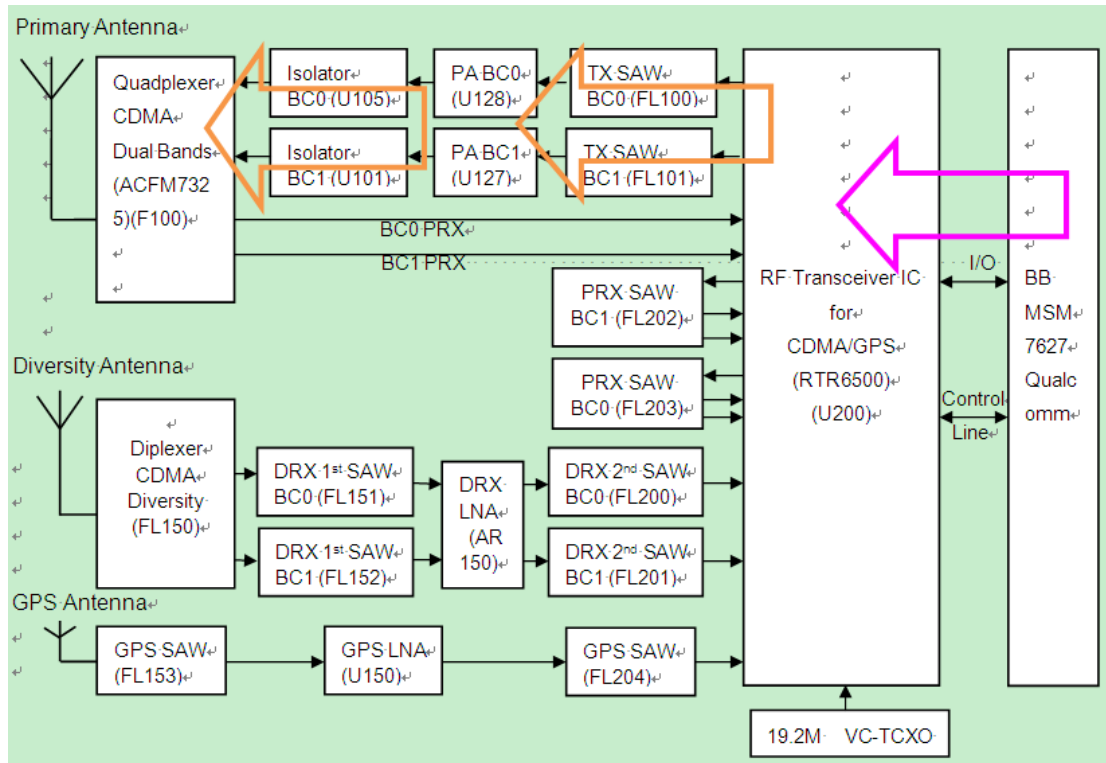 Primary Antenna
Quadplexer
CDMA
Dual Bands
(ACFM732
5)(F100)
Isolator
BC0 (U105)
PA BC0
(U128)
TX SAW
BC0 (FL100)
Isolator
BC1 (U101)
PA BC1
(U127)
TX SAW
BC1 (FL101)
BC0 PRX
BC1 PRX
PRX SAW
BC1 (FL202)
PRX SAW
BC0 (FL203)
RF Transceiver IC
for
CDMA/GPS
(RTR6500)
(U200)
I/O
Control
Line
BB
MSM
7627
Qualc
omm
Diversity Antenna
Diplexer
CDMA
Diversity
(FL150)
DRX 1st SAW
BC0 (FL151)
DRX 1st SAW
BC1 (FL152)
DRX
LNA
(AR
150)
DRX 2nd SAW
BC0 (FL200)
DRX 2nd SAW
BC1 (FL201)
GPS Antenna
GPS SAW
(FL153)
GPS LNA
(U150)
GPS SAW
(FL204)
19.2M VC-TCXO